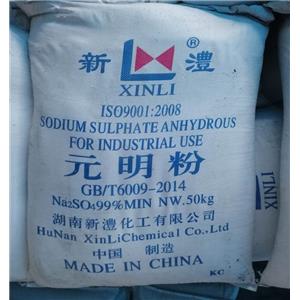 新 澧 ®
XINLI
ISO9001:2008
SODIUM SULPHATE ANHYDROUS
FOR INDUSTRIAL USE
元明粉
GB/T6009-2014
Na₂SO₄99%MIN NW.50kg
湖南新澧化工有限公司
HuNan XinLiChemical Co.,Ltd
中国 制造
MADE IN CHINA
KC
XINLI